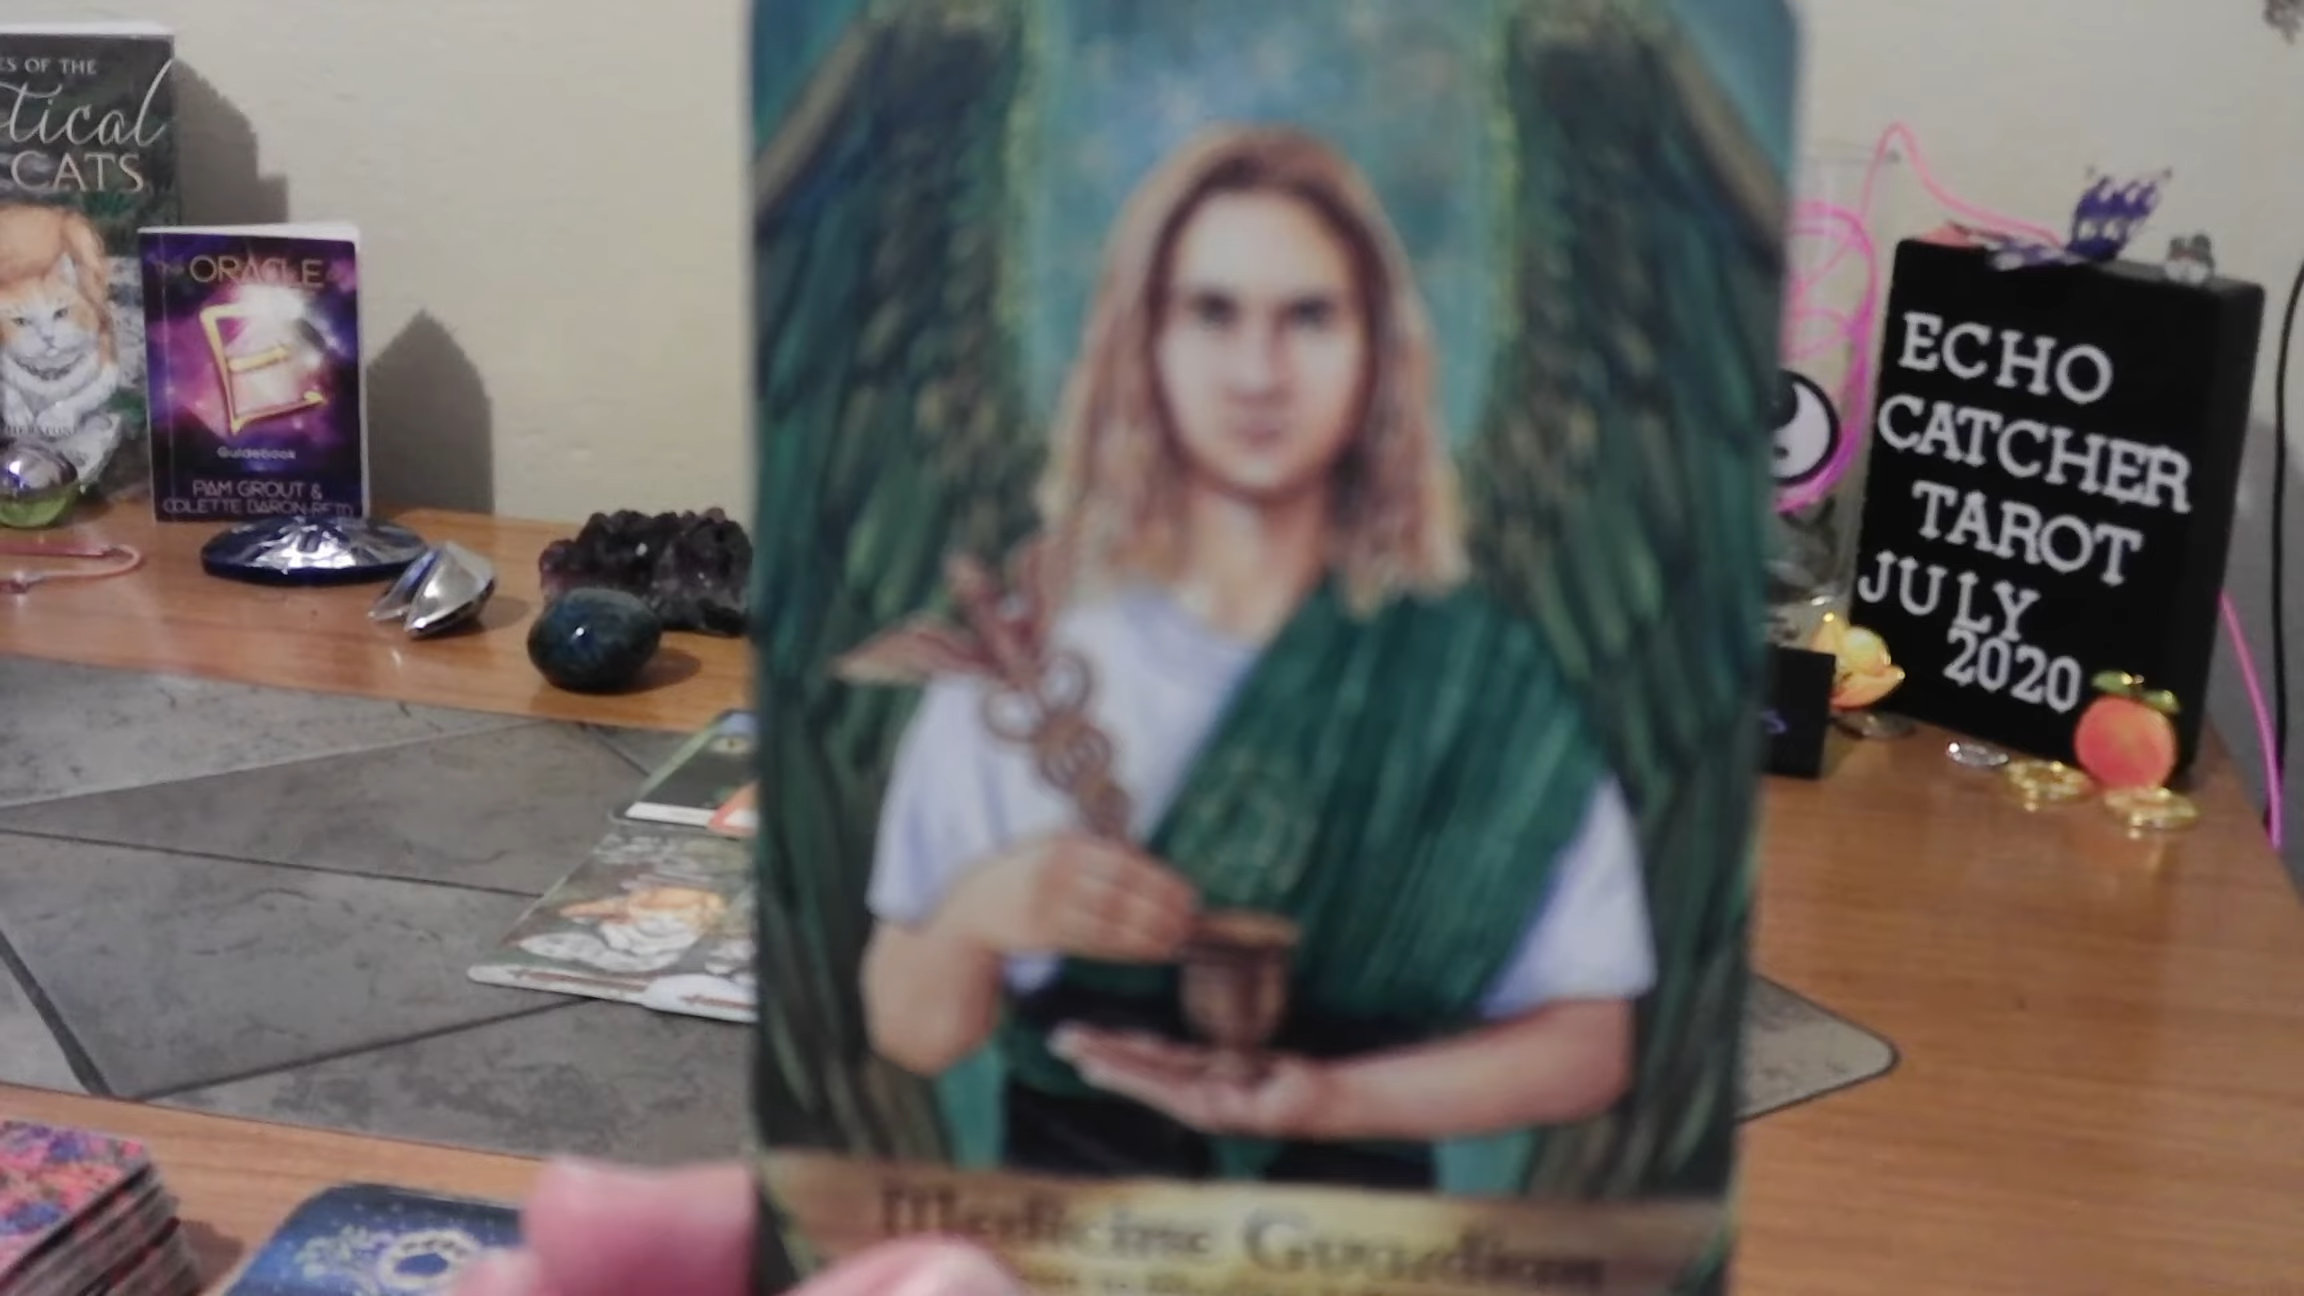 ES OF THE
tical
CATS
ORACLE
E
Guidebook
PAM GROUT &
COLETTE BARON-REID
ECHO
CATCHER
TAROT
JULY
2020
Medicine Guardian